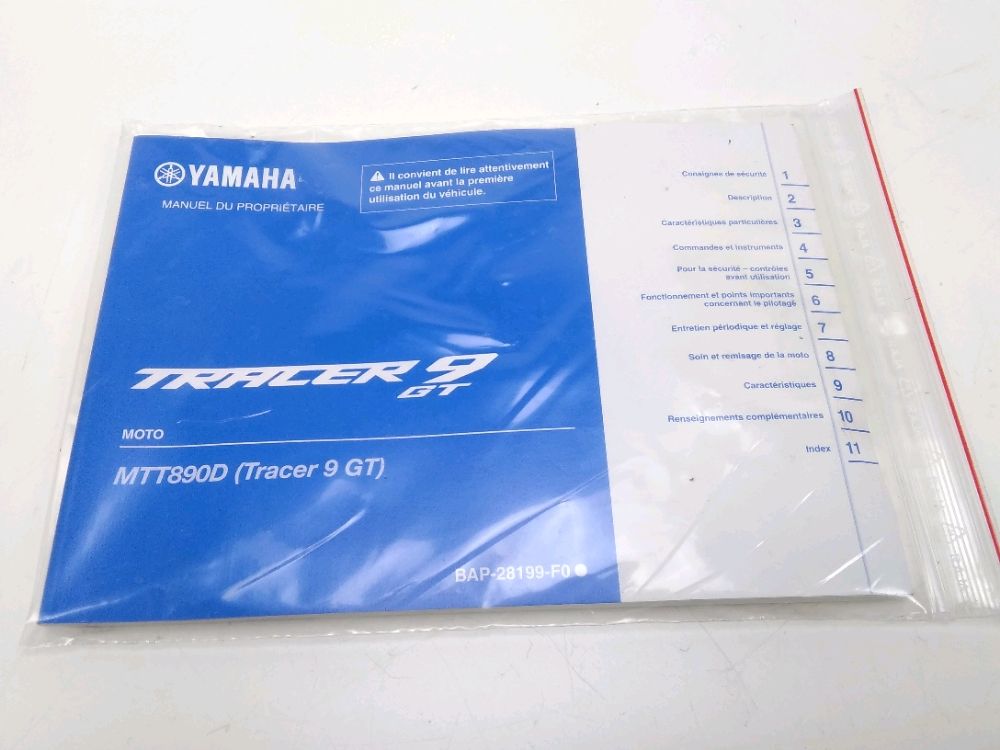 YAMAHA
MANUEL DU PROPRIÉTAIRE
⚠ Il convient de lire attentivement
ce manuel avant la première
utilisation du véhicule.
TRACER 9
GT
MOTO
MTT890D (Tracer 9 GT)
BAP-28199-F0
Consignes de sécurité 1
Description 2
Caractéristiques particulières 3
Commandes et instruments 4
Pour la sécurité – contrôles
avant utilisation 5
Fonctionnement et points importants
concernant le pilotage 6
Entretien périodique et réglage 7
Soin et remisage de la moto 8
Caractéristiques 9
Renseignements complémentaires 10
Index 11